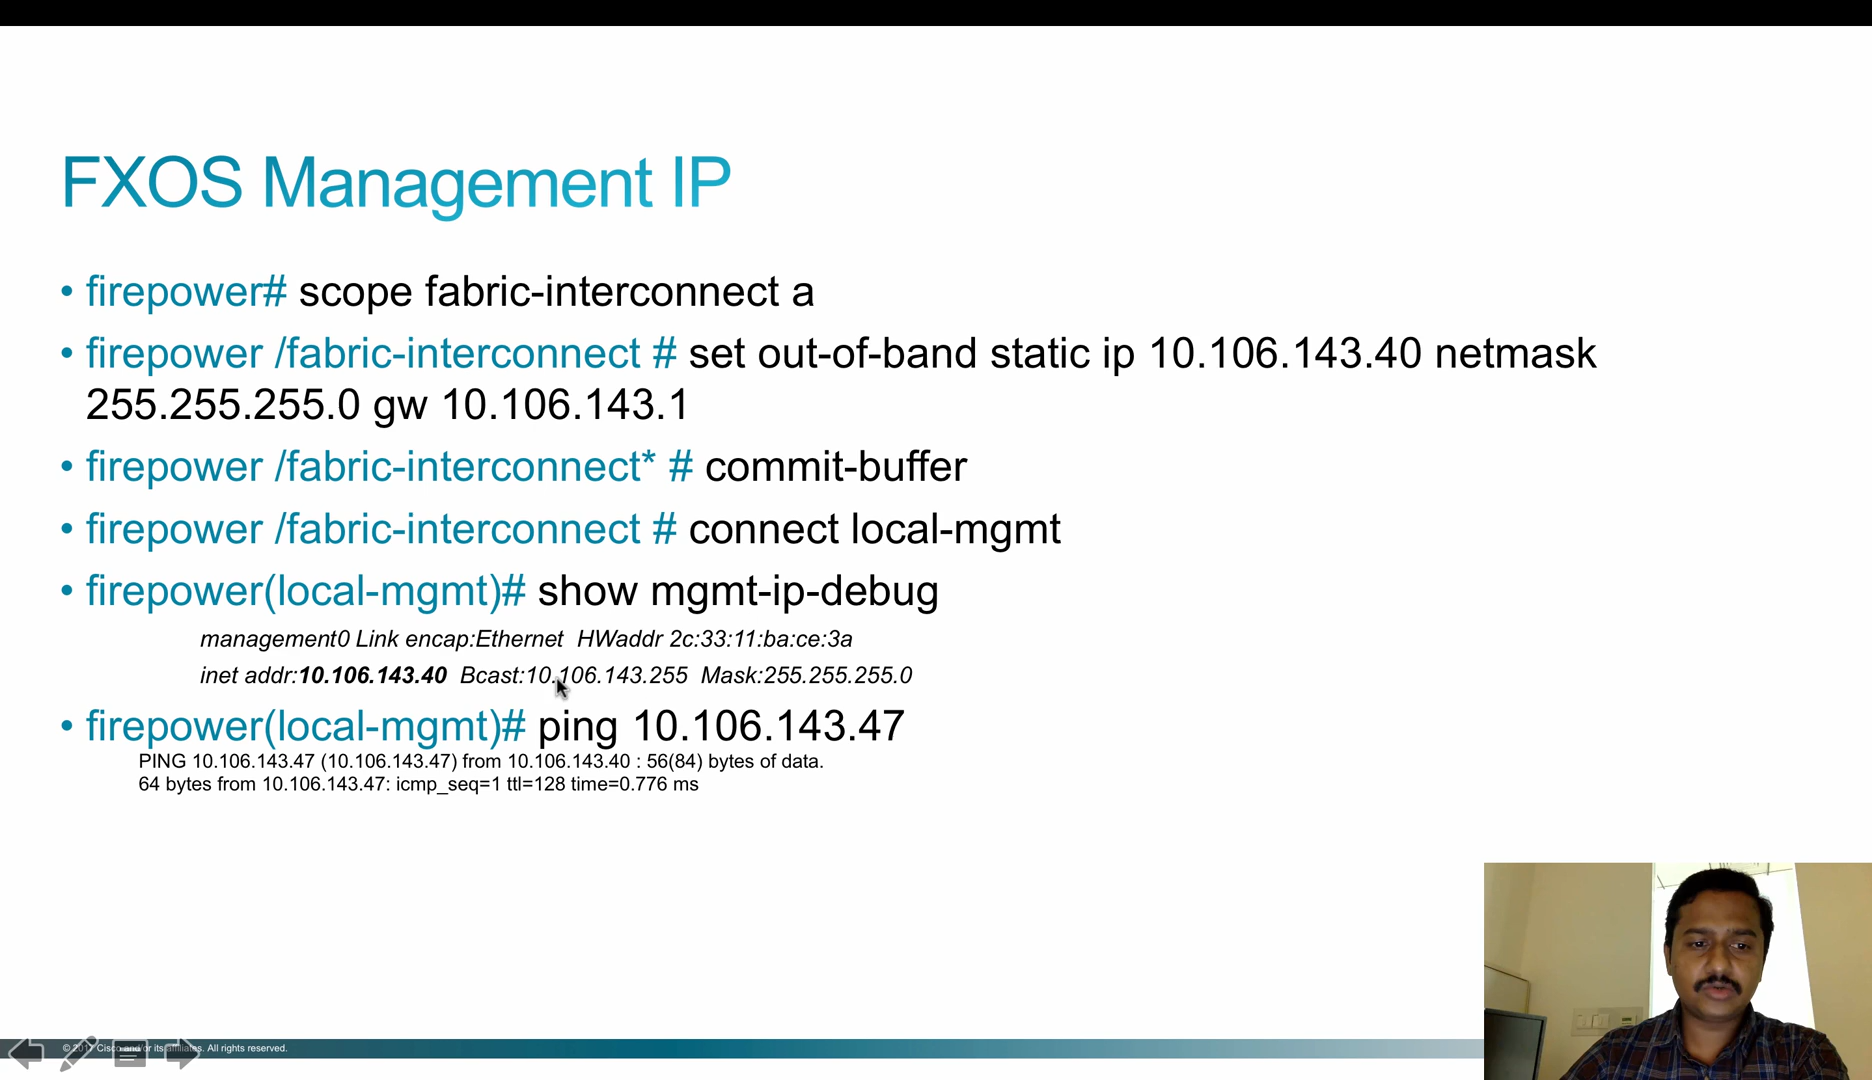 FXOS Management IP
• firepower# scope fabric-interconnect a
• firepower /fabric-interconnect # set out-of-band static ip 10.106.143.40 netmask
255.255.255.0 gw 10.106.143.1
• firepower /fabric-interconnect* # commit-buffer
• firepower /fabric-interconnect # connect local-mgmt
• firepower(local-mgmt)# show mgmt-ip-debug
management0 Link encap:Ethernet HWaddr 2c:33:11:ba:ce:3a
inet addr:10.106.143.40 Bcast:10.106.143.255 Mask:255.255.255.0
• firepower(local-mgmt)# ping 10.106.143.47
PING 10.106.143.47 (10.106.143.47) from 10.106.143.40 : 56(84) bytes of data.
64 bytes from 10.106.143.47: icmp_seq=1 ttl=128 time=0.776 ms
© Cisco and/or its affiliates. All rights reserved.